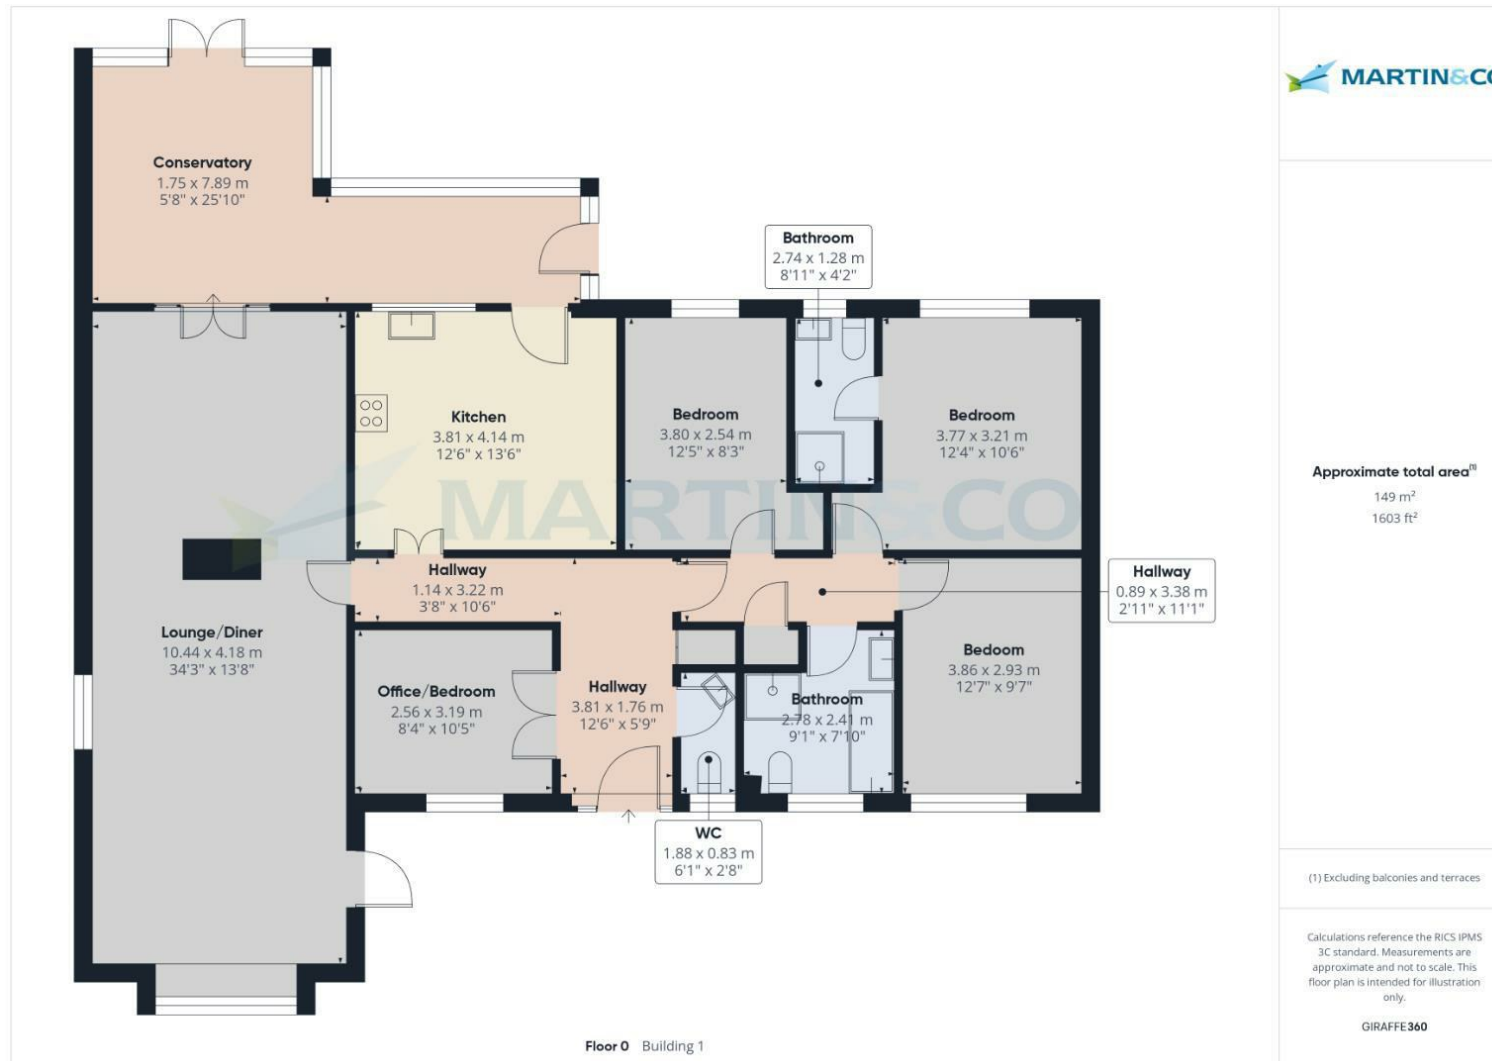 Conservatory
1.75 x 7.89 m
5'8" x 25'10"
Bathroom
2.74 x 1.28 m
8'11" x 4'2"
Kitchen
3.81 x 4.14 m
12'6" x 13'6"
Bedroom
3.80 x 2.54 m
12'5" x 8'3"
Bedroom
3.77 x 3.21 m
12'4" x 10'6"
MARTIN&CO
Hallway
1.14 x 3.22 m
3'8" x 10'6"
Hallway
0.89 x 3.38 m
2'11" x 11'1"
Lounge/Diner
10.44 x 4.18 m
34'3" x 13'8"
Office/Bedroom
2.56 x 3.19 m
8'4" x 10'5"
Hallway
3.81 x 1.76 m
12'6" x 5'9"
Bathroom
2.78 x 2.41 m
9'1" x 7'10"
Bedoom
3.86 x 2.93 m
12'7" x 9'7"
WC
1.88 x 0.83 m
6'1" x 2'8"
Floor 0 Building 1
MARTIN&CO
Approximate total area(1)
149 m²
1603 ft²
(1) Excluding balconies and terraces
Calculations reference the RICS IPMS
3C standard. Measurements are
approximate and not to scale. This
floor plan is intended for illustration
only.
GIRAFFE360